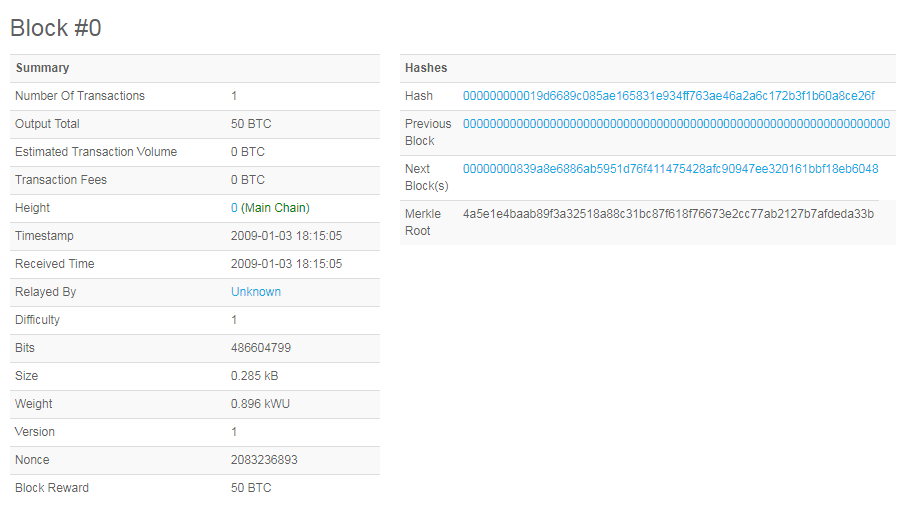 Block #0
Summary
Number Of Transactions 1
Output Total 50 BTC
Estimated Transaction Volume 0 BTC
Transaction Fees 0 BTC
Height 0 (Main Chain)
Timestamp 2009-01-03 18:15:05
Received Time 2009-01-03 18:15:05
Relayed By Unknown
Difficulty 1
Bits 486604799
Size 0.285 kB
Weight 0.896 kWU
Version 1
Nonce 2083236893
Block Reward 50 BTC
Hashes
Hash 000000000019d6689c085ae165831e934ff763ae46a2a6c172b3f1b60a8ce26f
Previous 0000000000000000000000000000000000000000000000000000000000000000
Block
Next 00000000839a8e6886ab5951d76f411475428afc90947ee320161bbf18eb6048
Block(s)
Merkle 4a5e1e4baab89f3a32518a88c31bc87f618f76673e2cc77ab2127b7afdeda33b
Root